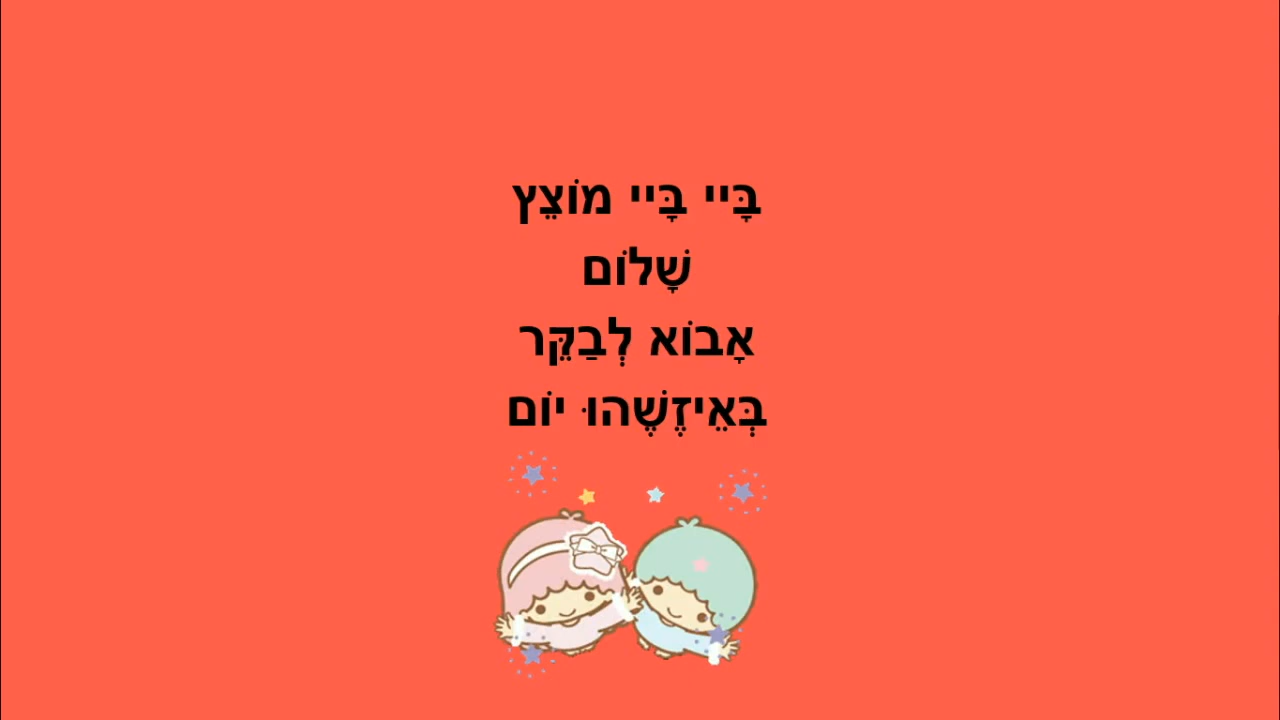 בָּיי בָּיי מוֹצֵץ
שָׁלוֹם
אָבוֹא לְבַקֵּר
בְּאֵיזֶשֶׁהוּ יוֹם